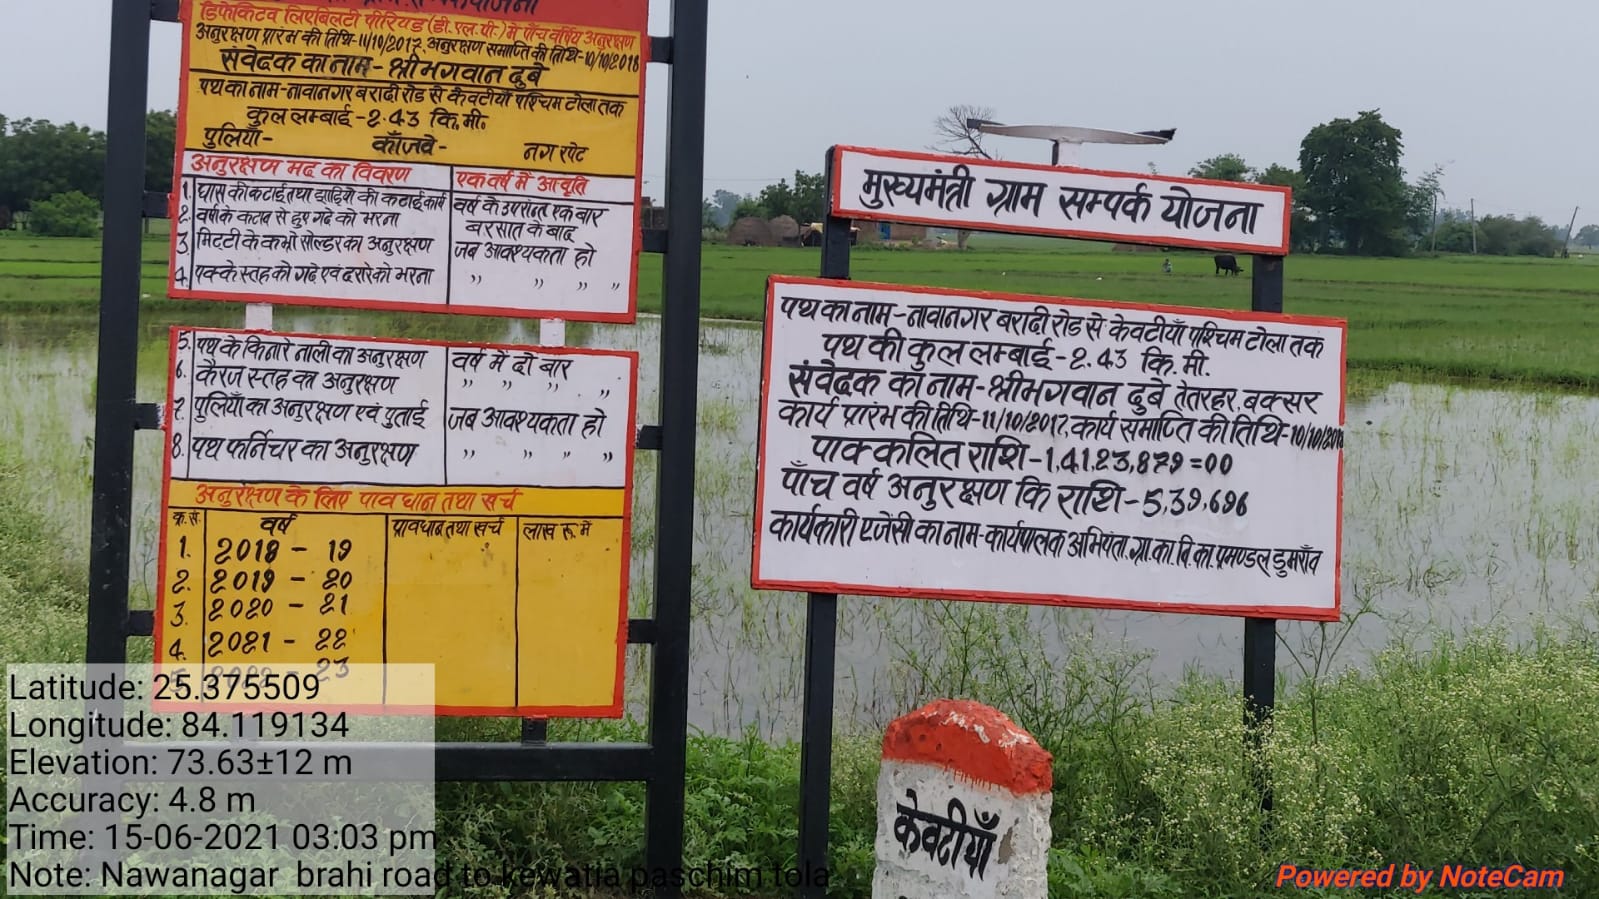 डिफेक्टिव लिएबिलटी पीरियड (डी. एल. पी.) में पाँच वर्षीय अनुरक्षण
अनुरक्षण प्रारंभ की तिथि-11/10/2017, अनुरक्षण समाप्ति की तिथि-10/10/2018
संवेदक का नाम- श्री भगवान दुबे
पथ का नाम-नावानगर बरादी रोड से केवटीयाँ पश्चिम टोला तक
कुल लम्बाई-2.43 कि.मी.
पुलिया- काँजवे- नग
अनुरक्षण मद का विवरण एक वर्ष में आवृति
1. घास की कटाई तथा झाड़ियों की कटाई कार्य वर्ष के उपरान्त एक बार
2. वर्षा के कटाव से हुए गढे को भरना बरसात के बाद
3. मिटटी के सोल्डर का अनुरक्षण जब आवश्यकता हो
4. पक्के स्तह को गढे एवं दरारे को भरना " " " "
5. पथ के किनारे नाली का अनुरक्षण वर्ष में दो बार
6. कैरज स्तह का अनुरक्षण " " " "
7. पुलियाँ का अनुरक्षण एवं पुताई जब आवश्यकता हो
8. पथ फर्निचर का अनुरक्षण " " " "
अनुरक्षण के लिए पावधान तथा खर्च
क्र.सं. वर्ष प्रावधान तथा खर्च लाख रू. में
1. 2018 - 19
2. 2019 - 20
3. 2020 - 21
4. 2021 - 22
5. 2022 - 23
मुख्यमंत्री ग्राम सम्पर्क योजना
पथ का नाम-नावानगर बरादी रोड से केवटीयाँ पश्चिम टोला तक
पथ की कुल लम्बाई-2.43 कि.मी.
संवेदक का नाम-श्री भगवान दुबे तेतरहर, बक्सर
कार्य प्रारंभ की तिथि-11/10/2017, कार्य समाप्ति की तिथि-10/10/2018
पाक्कलित राशि-1,41,23,879=00
पाँच वर्ष अनुरक्षण कि राशि-5,39,696
कार्यकारी एजेंसी का नाम-कार्यपालक अभियंता. ग्रा.का.वि.का.प्रमण्डल डुमराँव
केवटीयाँ
Latitude: 25.375509
Longitude: 84.119134
Elevation: 73.63±12 m
Accuracy: 4.8 m
Time: 15-06-2021 03:03 pm
Note: Nawanagar brahi road to kewatia paschim tola
Powered by NoteCam